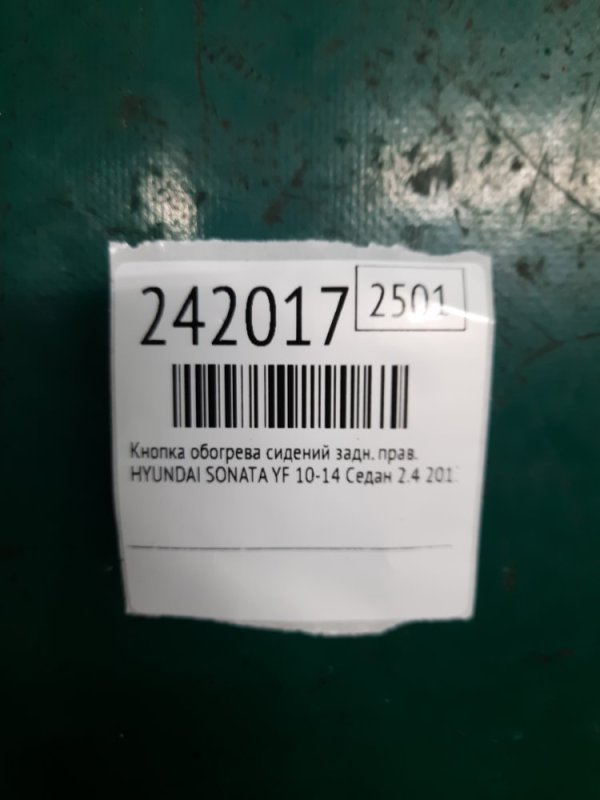 242017 2501
Кнопка обогрева сидений задн. прав.
HYUNDAI SONATA YF 10-14 Седан 2.4